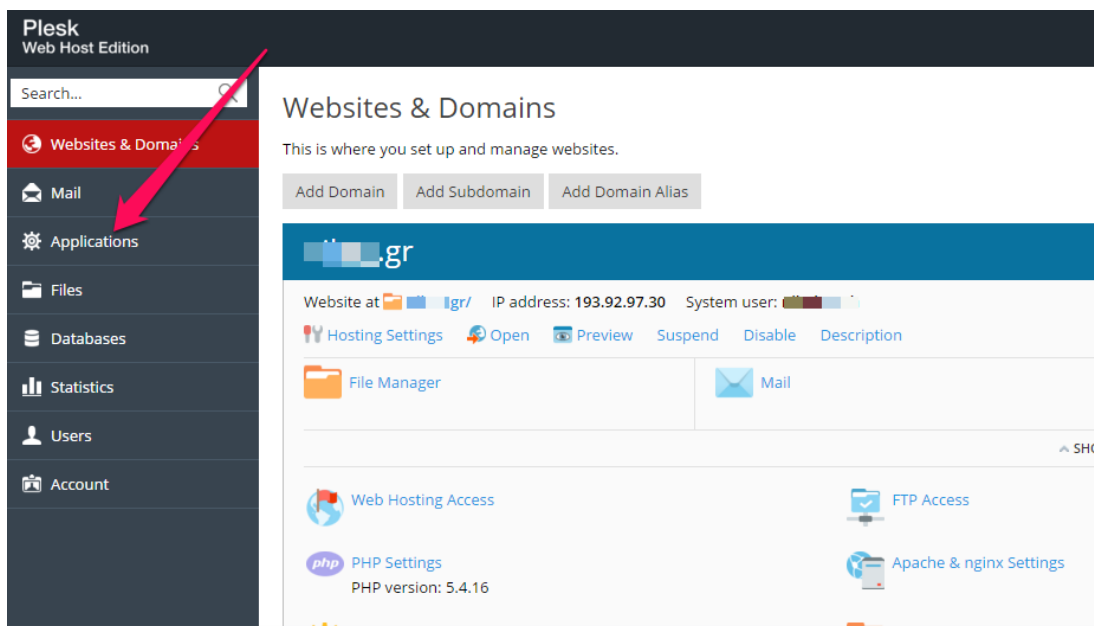 Plesk
Web Host Edition
Search...
Websites & Domains
Mail
Applications
Files
Databases
Statistics
Users
Account
Websites & Domains
This is where you set up and manage websites.
Add Domain Add Subdomain Add Domain Alias
.gr
Website at gr/ IP address: 193.92.97.30 System user:
Hosting Settings Open Preview Suspend Disable Description
File Manager Mail
Web Hosting Access FTP Access
php PHP Settings Apache & nginx Settings
PHP version: 5.4.16